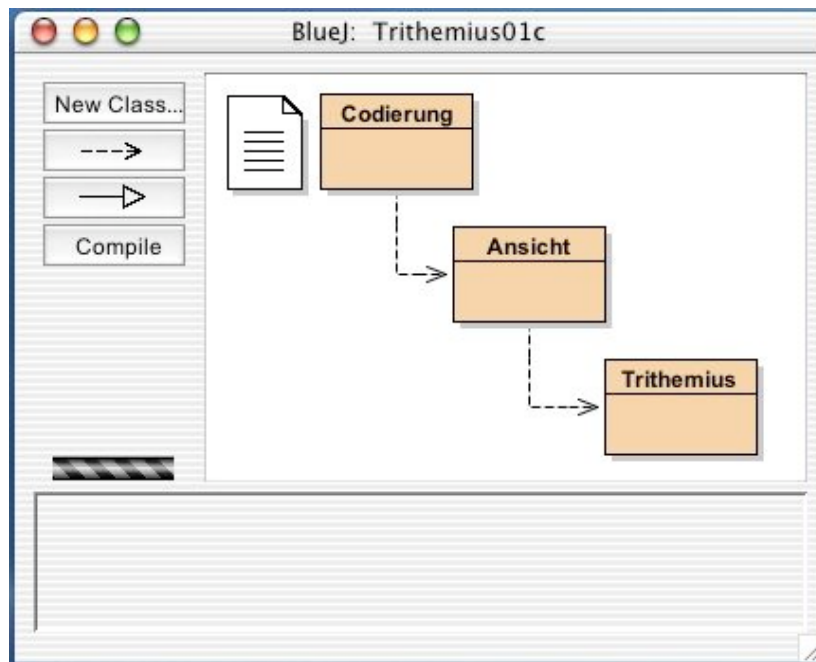 BlueJ: Trithemius01c
New Class...
Compile
Codierung
Ansicht
Trithemius